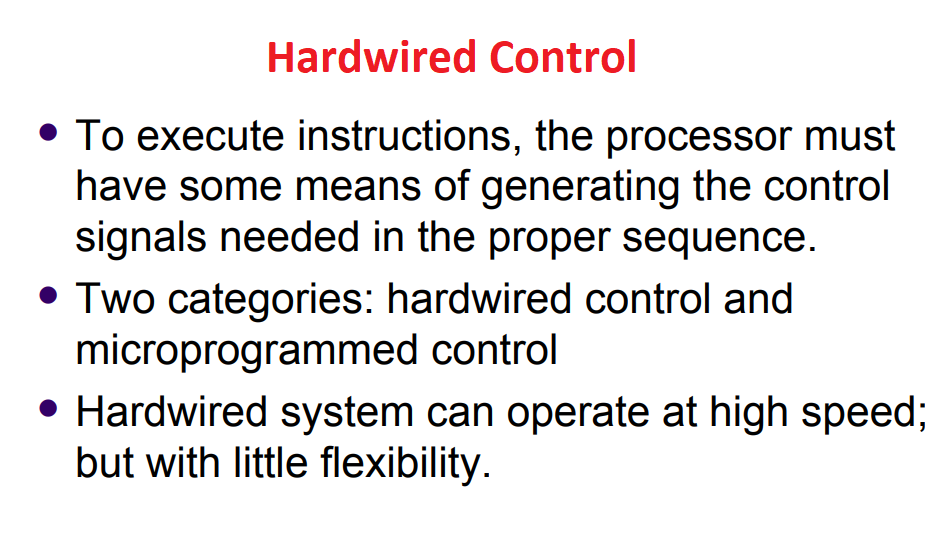 Hardwired Control
• To execute instructions, the processor must
have some means of generating the control
signals needed in the proper sequence.
• Two categories: hardwired control and
microprogrammed control
• Hardwired system can operate at high speed;
but with little flexibility.